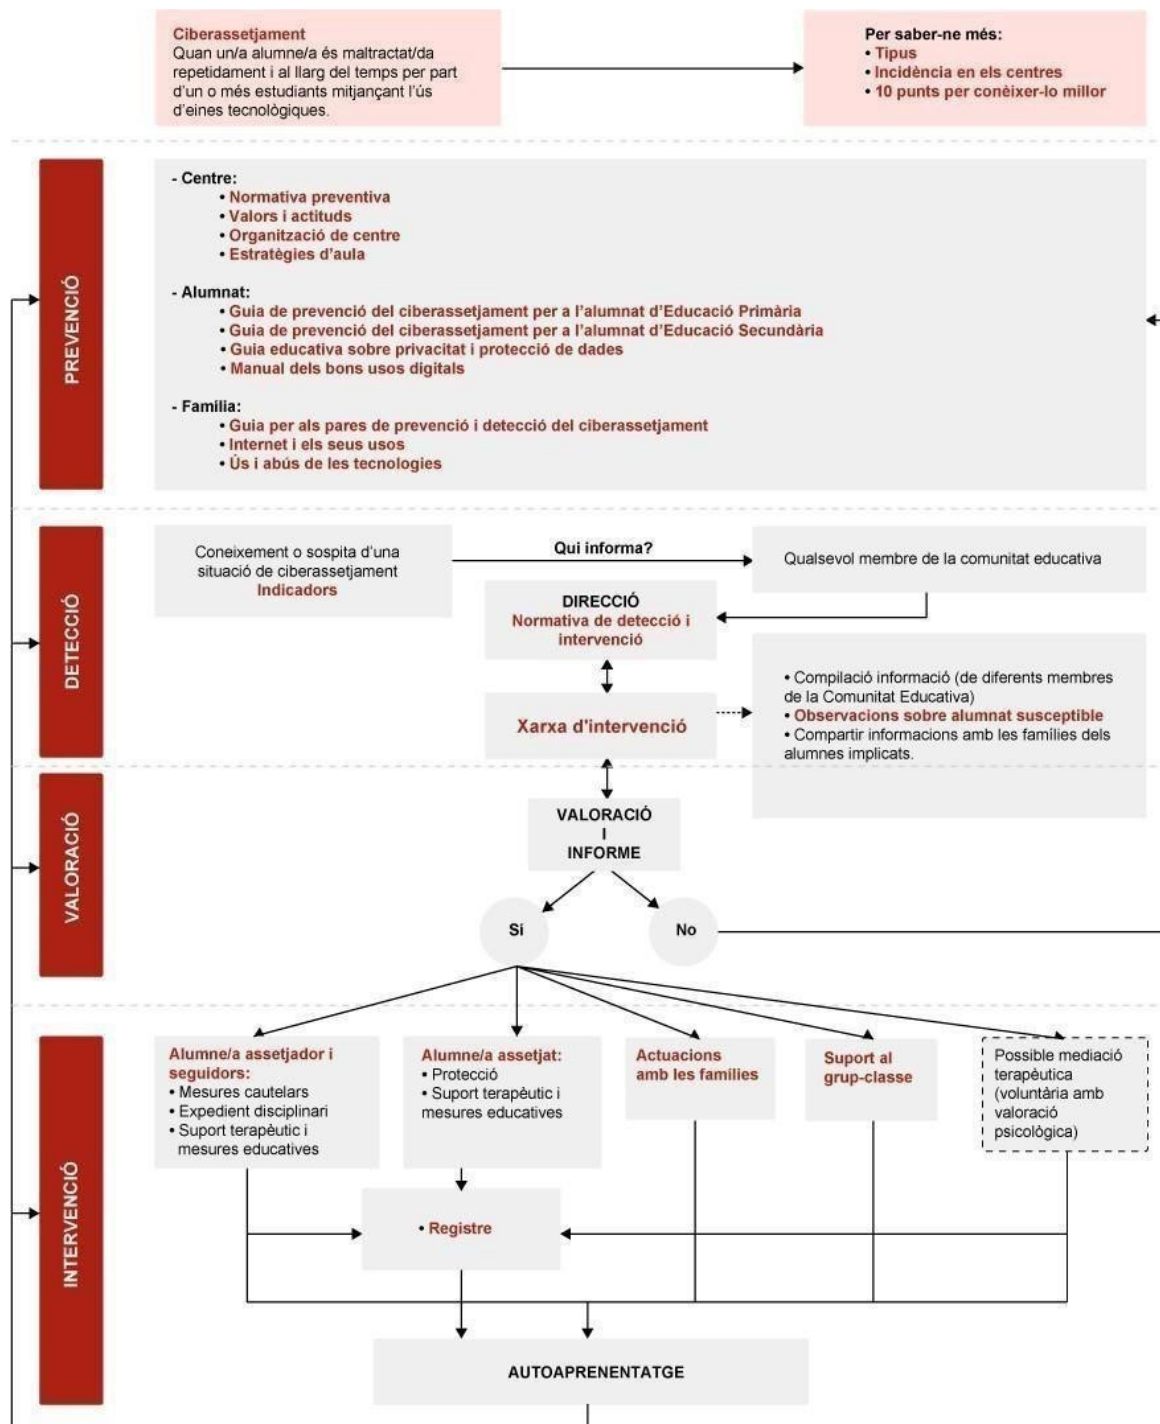 Ciberassetjament
Quan un/a alumne/a és maltractat/da
repetidament i al llarg del temps per part
d'un o més estudiants mitjançant l'ús
d'eines tecnològiques.
Per saber-ne més:
• Tipus
• Incidència en els centres
• 10 punts per conèixer-lo millor
PREVENCIÓ
- Centre:
• Normativa preventiva
• Valors i actituds
• Organització de centre
• Estratègies d'aula
- Alumnat:
• Guia de prevenció del ciberassetjament per a l'alumnat d'Educació Primària
• Guia de prevenció del ciberassetjament per a l'alumnat d'Educació Secundària
• Guia educativa sobre privacitat i protecció de dades
• Manual dels bons usos digitals
- Família:
• Guia per als pares de prevenció i detecció del ciberassetjament
• Internet i els seus usos
• Ús i abús de les tecnologies
DETECCIÓ
Coneixement o sospita d'una
situació de ciberassetjament
Indicadors
Qui informa?
Qualsevol membre de la comunitat educativa
DIRECCIÓ
Normativa de detecció i
intervenció
Xarxa d'intervenció
• Compilació informació (de diferents membres
de la Comunitat Educativa)
• Observacions sobre alumnat susceptible
• Compartir informacions amb les famílies dels
alumnes implicats.
VALORACIÓ
VALORACIÓ
I
INFORME
Si
No
INTERVENCIÓ
Alumne/a assetjador i
seguidors:
• Mesures cautelars
• Expedient disciplinari
• Suport terapèutic i
mesures educatives
Alumne/a assetjat:
• Protecció
• Suport terapèutic i
mesures educatives
Actuacions
amb les famílies
Suport al
grup-classe
Possible mediació
terapèutica
(voluntària amb
valoració
psicològica)
• Registre
AUTOAPRENENTATGE